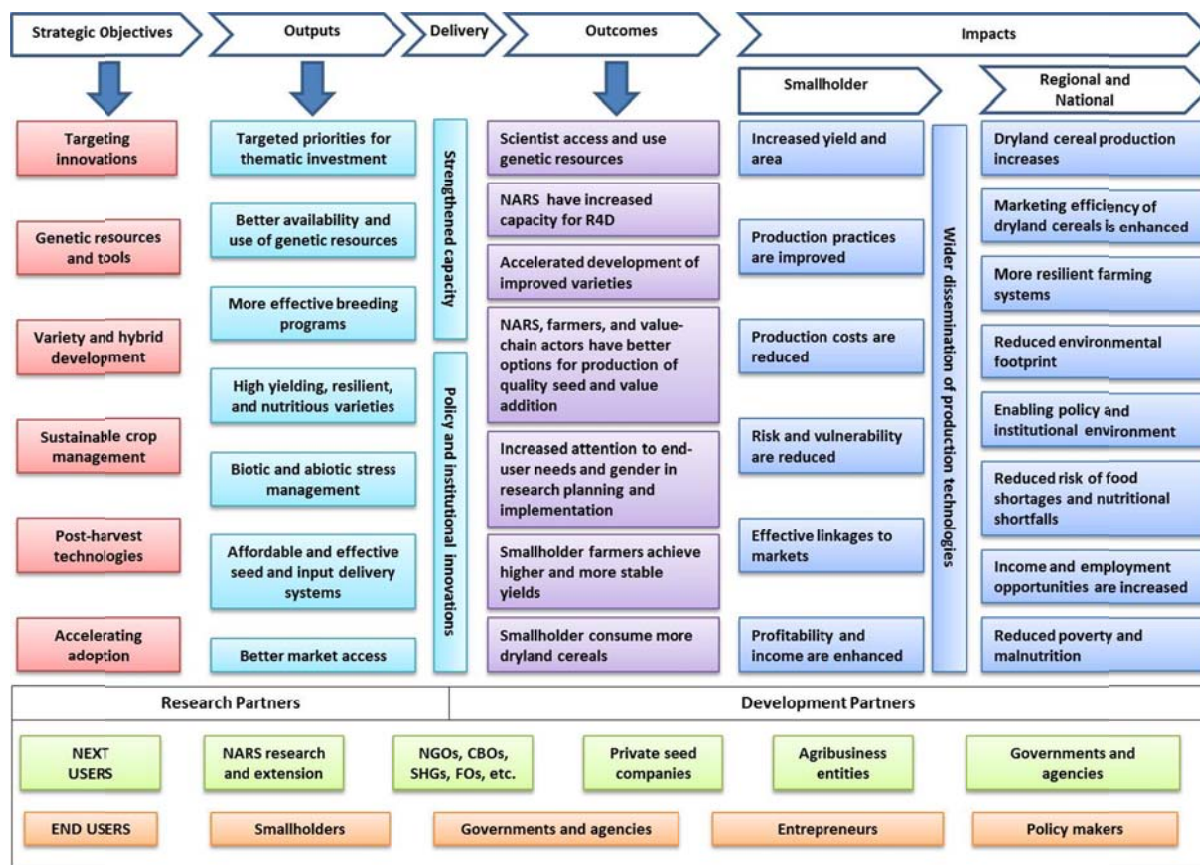 Strategic Objectives
Outputs
Delivery
Outcomes
Impacts
Smallholder
Regional and
National
Targeting
innovations
Genetic resources
and tools
Variety and hybrid
development
Sustainable crop
management
Post-harvest
technologies
Accelerating
adoption
Targeted priorities for
thematic investment
Better availability and
use of genetic resources
More effective breeding
programs
High yielding, resilient,
and nutritious varieties
Biotic and abiotic stress
management
Affordable and effective
seed and input delivery
systems
Better market access
Strengthened capacity
Policy and institutional innovations
Scientist access and use
genetic resources
NARS have increased
capacity for R4D
Accelerated development of
improved varieties
NARS, farmers, and value-
chain actors have better
options for production of
quality seed and value
addition
Increased attention to end-
user needs and gender in
research planning and
implementation
Smallholder farmers achieve
higher and more stable
yields
Smallholder consume more
dryland cereals
Increased yield and
area
Production practices
are improved
Production costs are
reduced
Risk and vulnerability
are reduced
Effective linkages to
markets
Profitability and
income are enhanced
Wider dissemination of production technologies
Dryland cereal production
increases
Marketing efficiency of
dryland cereals is enhanced
More resilient farming
systems
Reduced environmental
footprint
Enabling policy and
institutional environment
Reduced risk of food
shortages and nutritional
shortfalls
Income and employment
opportunities are increased
Reduced poverty and
malnutrition
Research Partners
Development Partners
NEXT
USERS
NARS research
and extension
NGOs, CBOs,
SHGs, FOs, etc.
Private seed
companies
Agribusiness
entities
Governments and
agencies
END USERS
Smallholders
Governments and agencies
Entrepreneurs
Policy makers